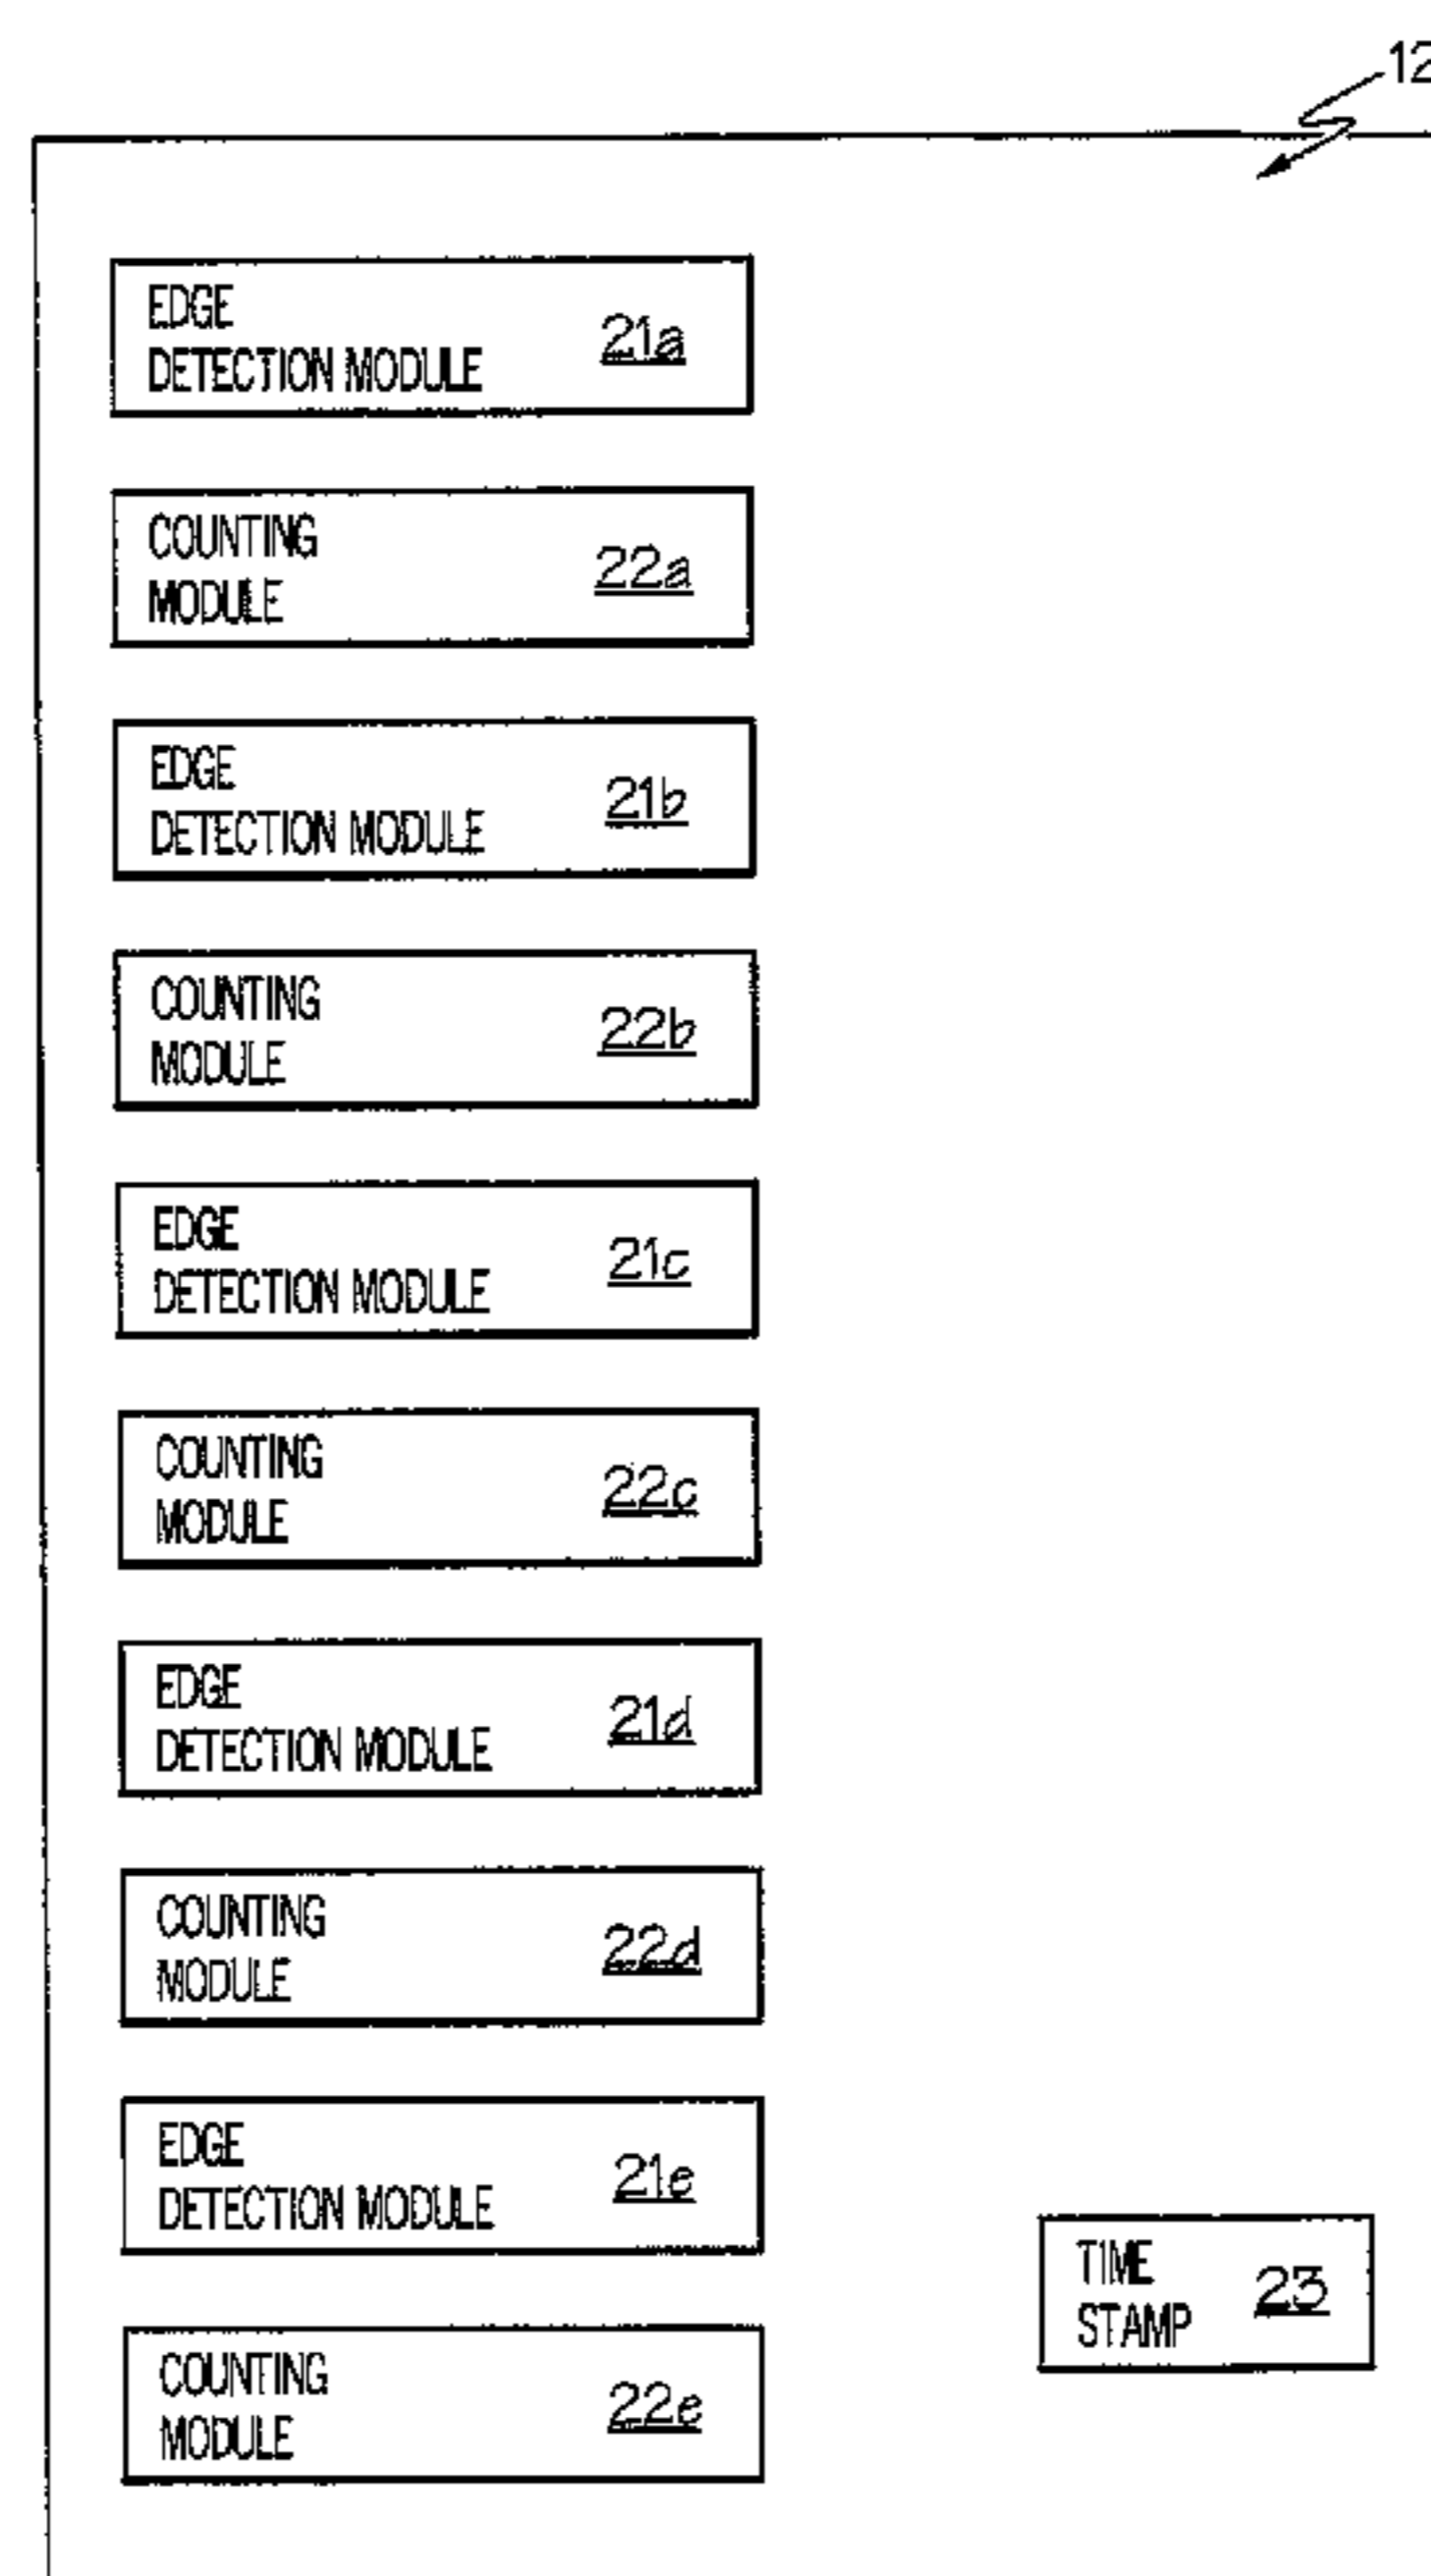 12
EDGE
DETECTION MODULE
21a
COUNTING
MODULE
22a
EDGE
DETECTION MODULE
21b
COUNTING
MODULE
22b
EDGE
DETECTION MODULE
21c
COUNTING
MODULE
22c
EDGE
DETECTION MODULE
21d
COUNTING
MODULE
22d
EDGE
DETECTION MODULE
21e
TIME
STAMP
23
COUNTING
MODULE
22e